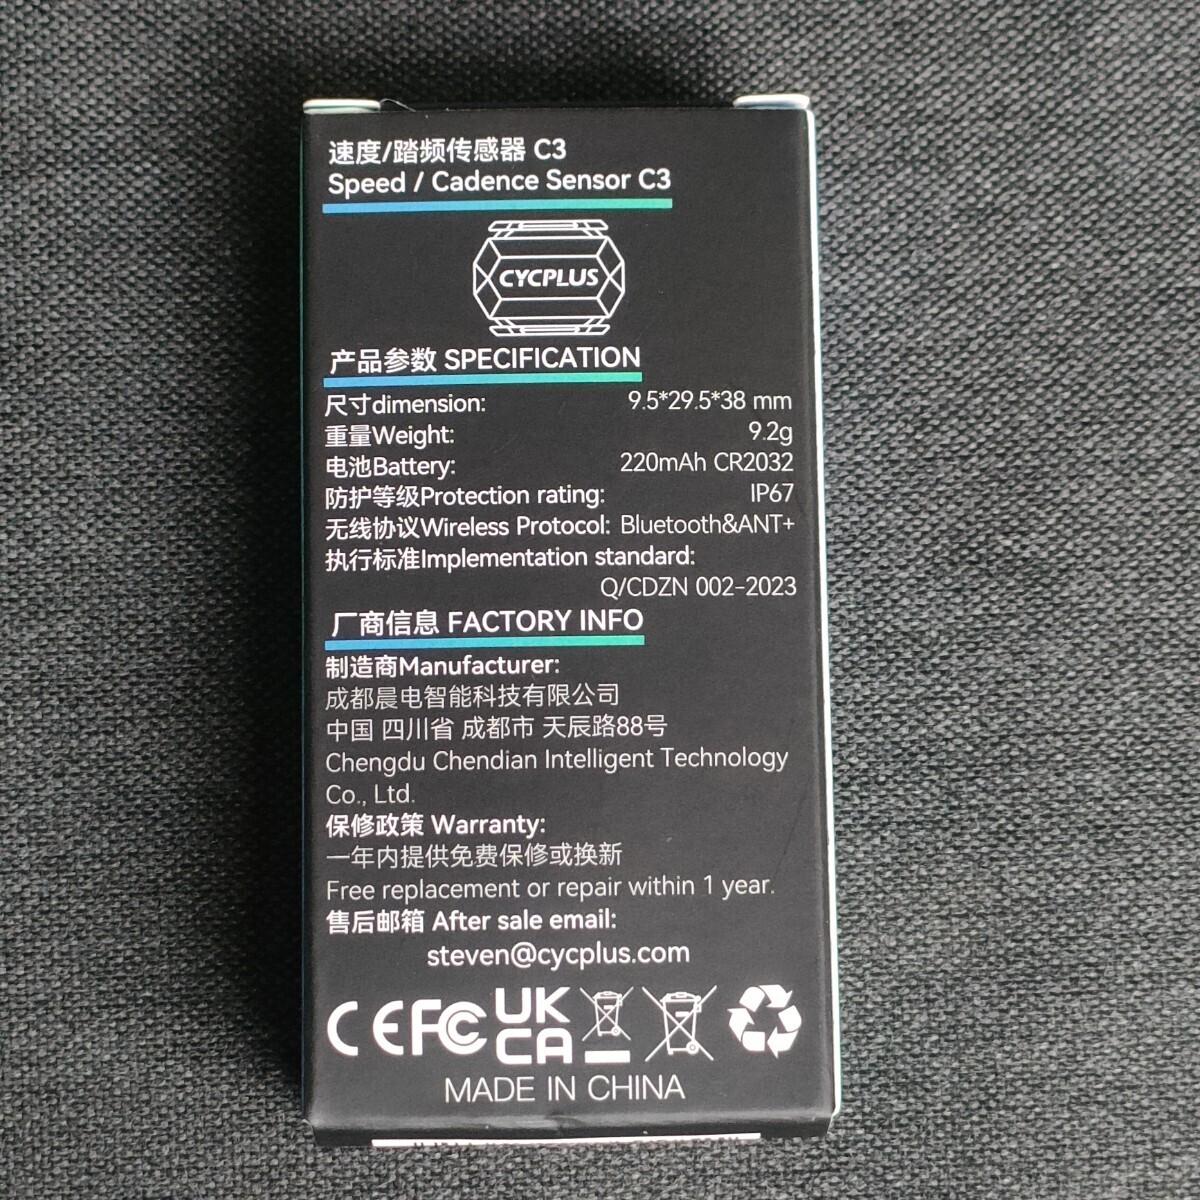 速度/踏频传感器 C3
Speed / Cadence Sensor C3
CYCPLUS
产品参数 SPECIFICATION
尺寸dimension: 9.5*29.5*38 mm
重量Weight: 9.2g
电池Battery: 220mAh CR2032
防护等级Protection rating: IP67
无线协议Wireless Protocol: Bluetooth&ANT+
执行标准Implementation standard:
Q/CDZN 002-2023
厂商信息 FACTORY INFO
制造商Manufacturer:
成都晨电智能科技有限公司
中国 四川省 成都市 天辰路88号
Chengdu Chendian Intelligent Technology
Co., Ltd.
保修政策 Warranty:
一年内提供免费保修或换新
Free replacement or repair within 1 year.
售后邮箱 After sale email:
steven@cycplus.com
CE FC UK
CA
MADE IN CHINA